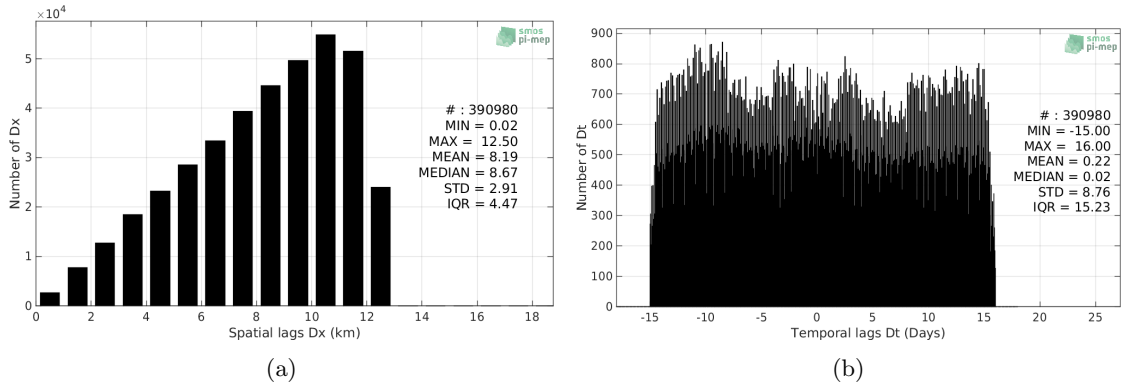 ×10⁴
5
4
3
2
1
0
Number of Dx
0 2 4 6 8 10 12 14 16 18
Spatial lags Dx (km)
smos
pi-mep
# : 390980
MIN = 0.02
MAX = 12.50
MEAN = 8.19
MEDIAN = 8.67
STD = 2.91
IQR = 4.47
(a)
900
800
700
600
500
400
300
200
100
0
Number of Dt
-15 -10 -5 0 5 10 15 20 25
Temporal lags Dt (Days)
smos
pi-mep
# : 390980
MIN = -15.00
MAX = 16.00
MEAN = 0.22
MEDIAN = 0.02
STD = 8.76
IQR = 15.23
(b)